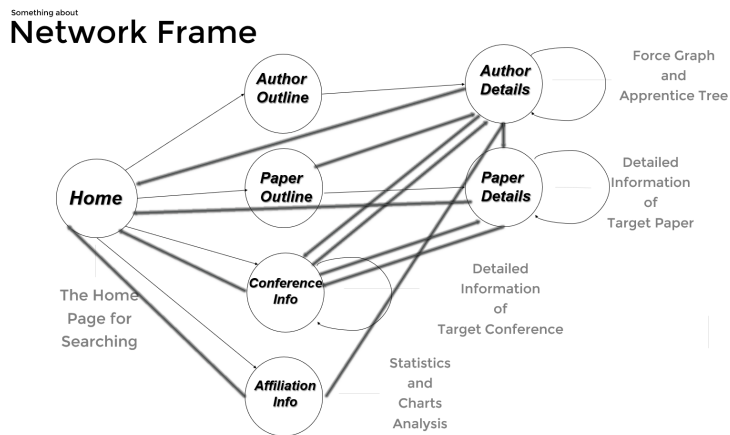 Something about
Network Frame
Author
Outline
Author
Details
Force Graph
and
Apprentice Tree
Home
Paper
Outline
Paper
Details
Detailed
Information
of
Target Paper
Conference
Info
Detailed
Information
of
Target Conference
The Home
Page for
Searching
Affiliation
Info
Statistics
and
Charts
Analysis